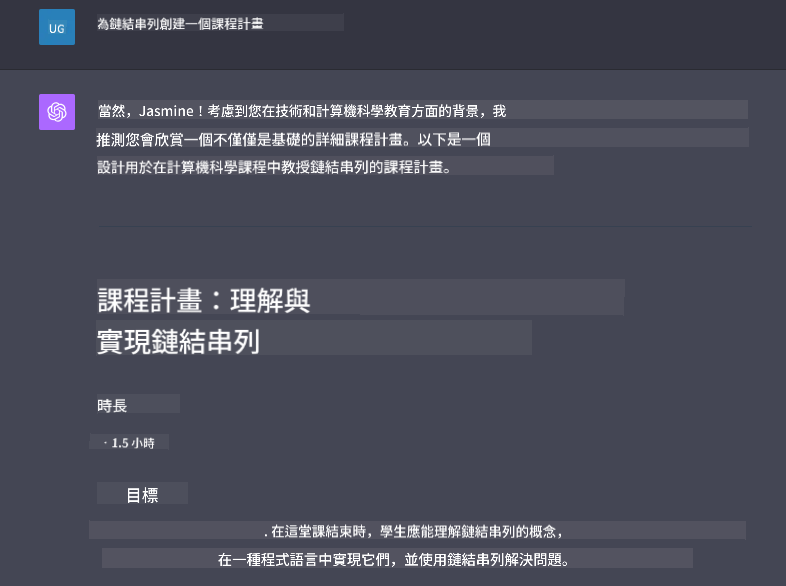 UG
為鏈結串列創建一個課程計畫
當然，Jasmine！考慮到您在技術和計算機科學教育方面的背景，我
推測您會欣賞一個不僅僅是基礎的詳細課程計畫。以下是一個
設計用於在計算機科學課程中教授鏈結串列的課程計畫。
課程計畫：理解與
實現鏈結串列
時長
· 1.5 小時
目標
. 在這堂課結束時，學生應能理解鏈結串列的概念，
在一種程式語言中實現它們，並使用鏈結串列解決問題。